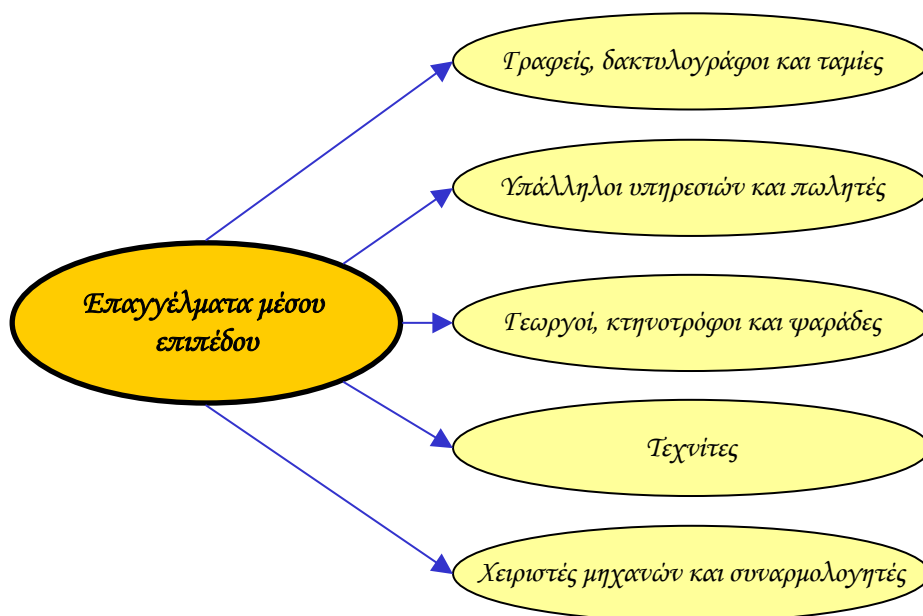 Γραφείς, δακτυλογράφοι και ταμίες
Υπάλληλοι υπηρεσιών και πωλητές
Επαγγέλματα μέσου
επιπέδου
Γεωργοί, κτηνοτρόφοι και ψαράδες
Τεχνίτες
Χειριστές μηχανών και συναρμολογητές